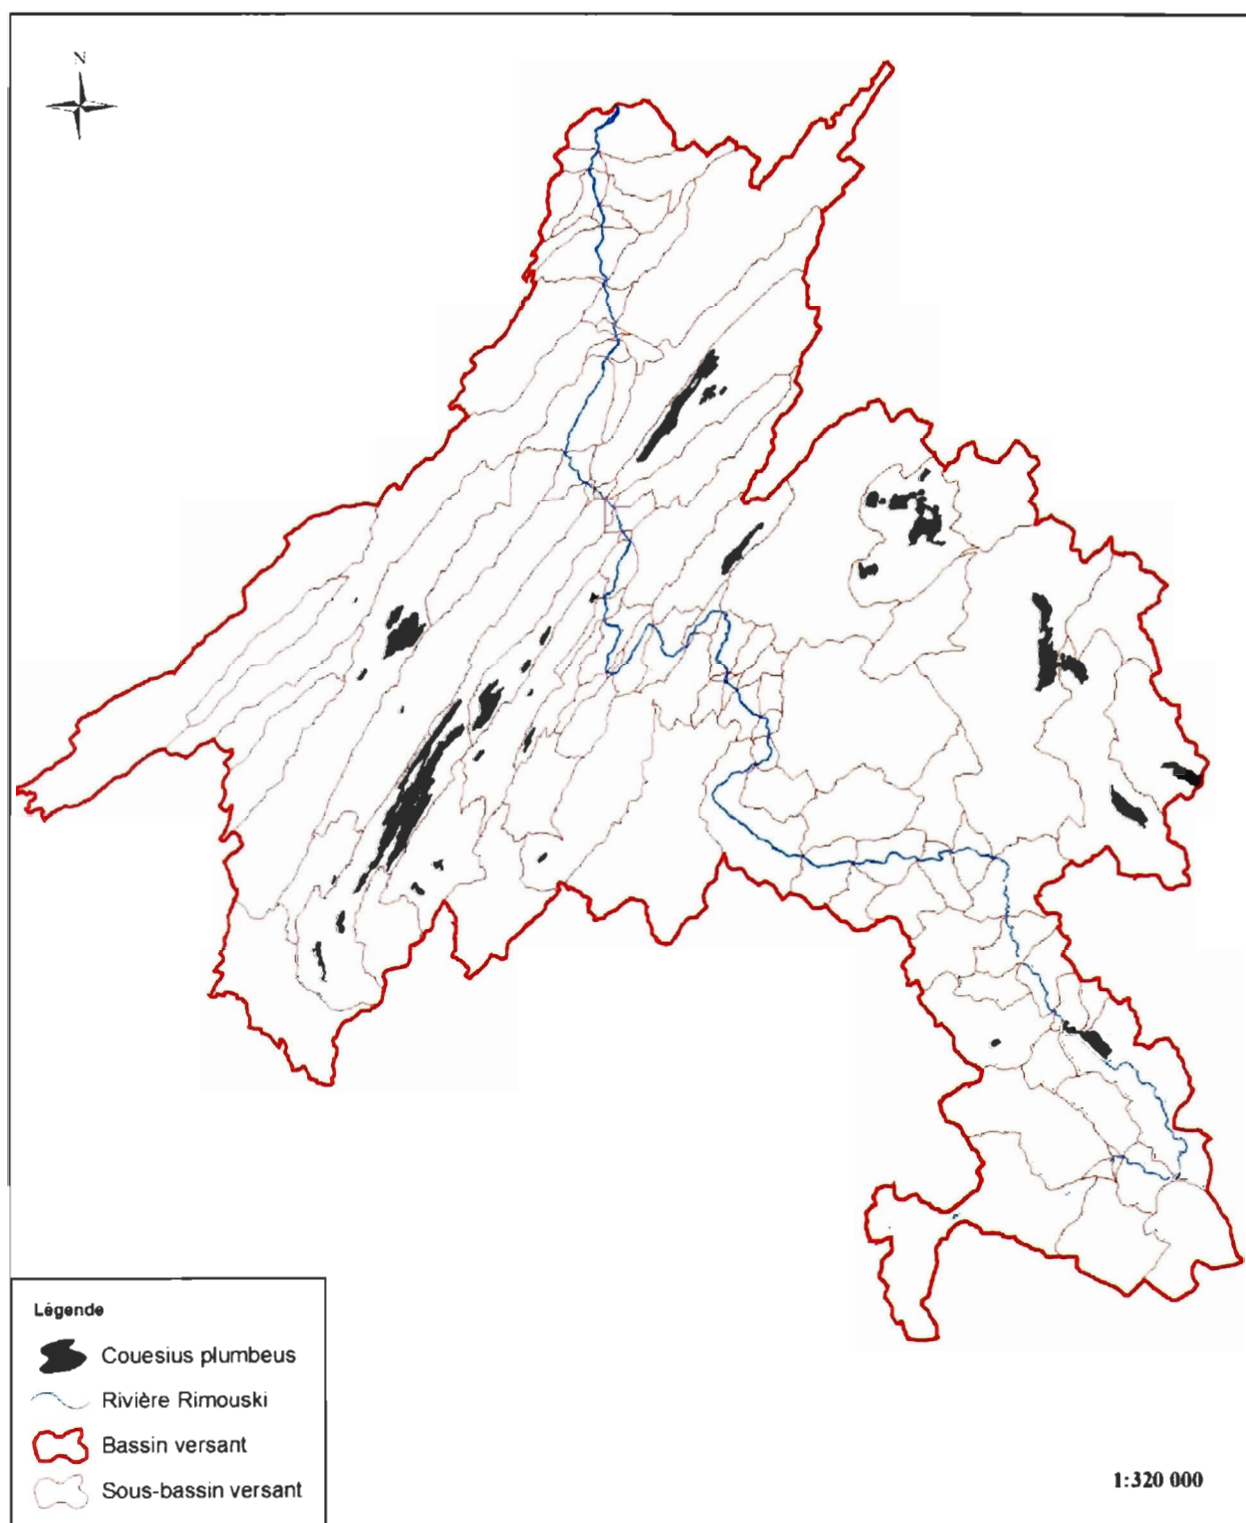 N
Légende
Couesius plumbeus
Rivière Rimouski
Bassin versant
Sous-bassin versant
1:320 000